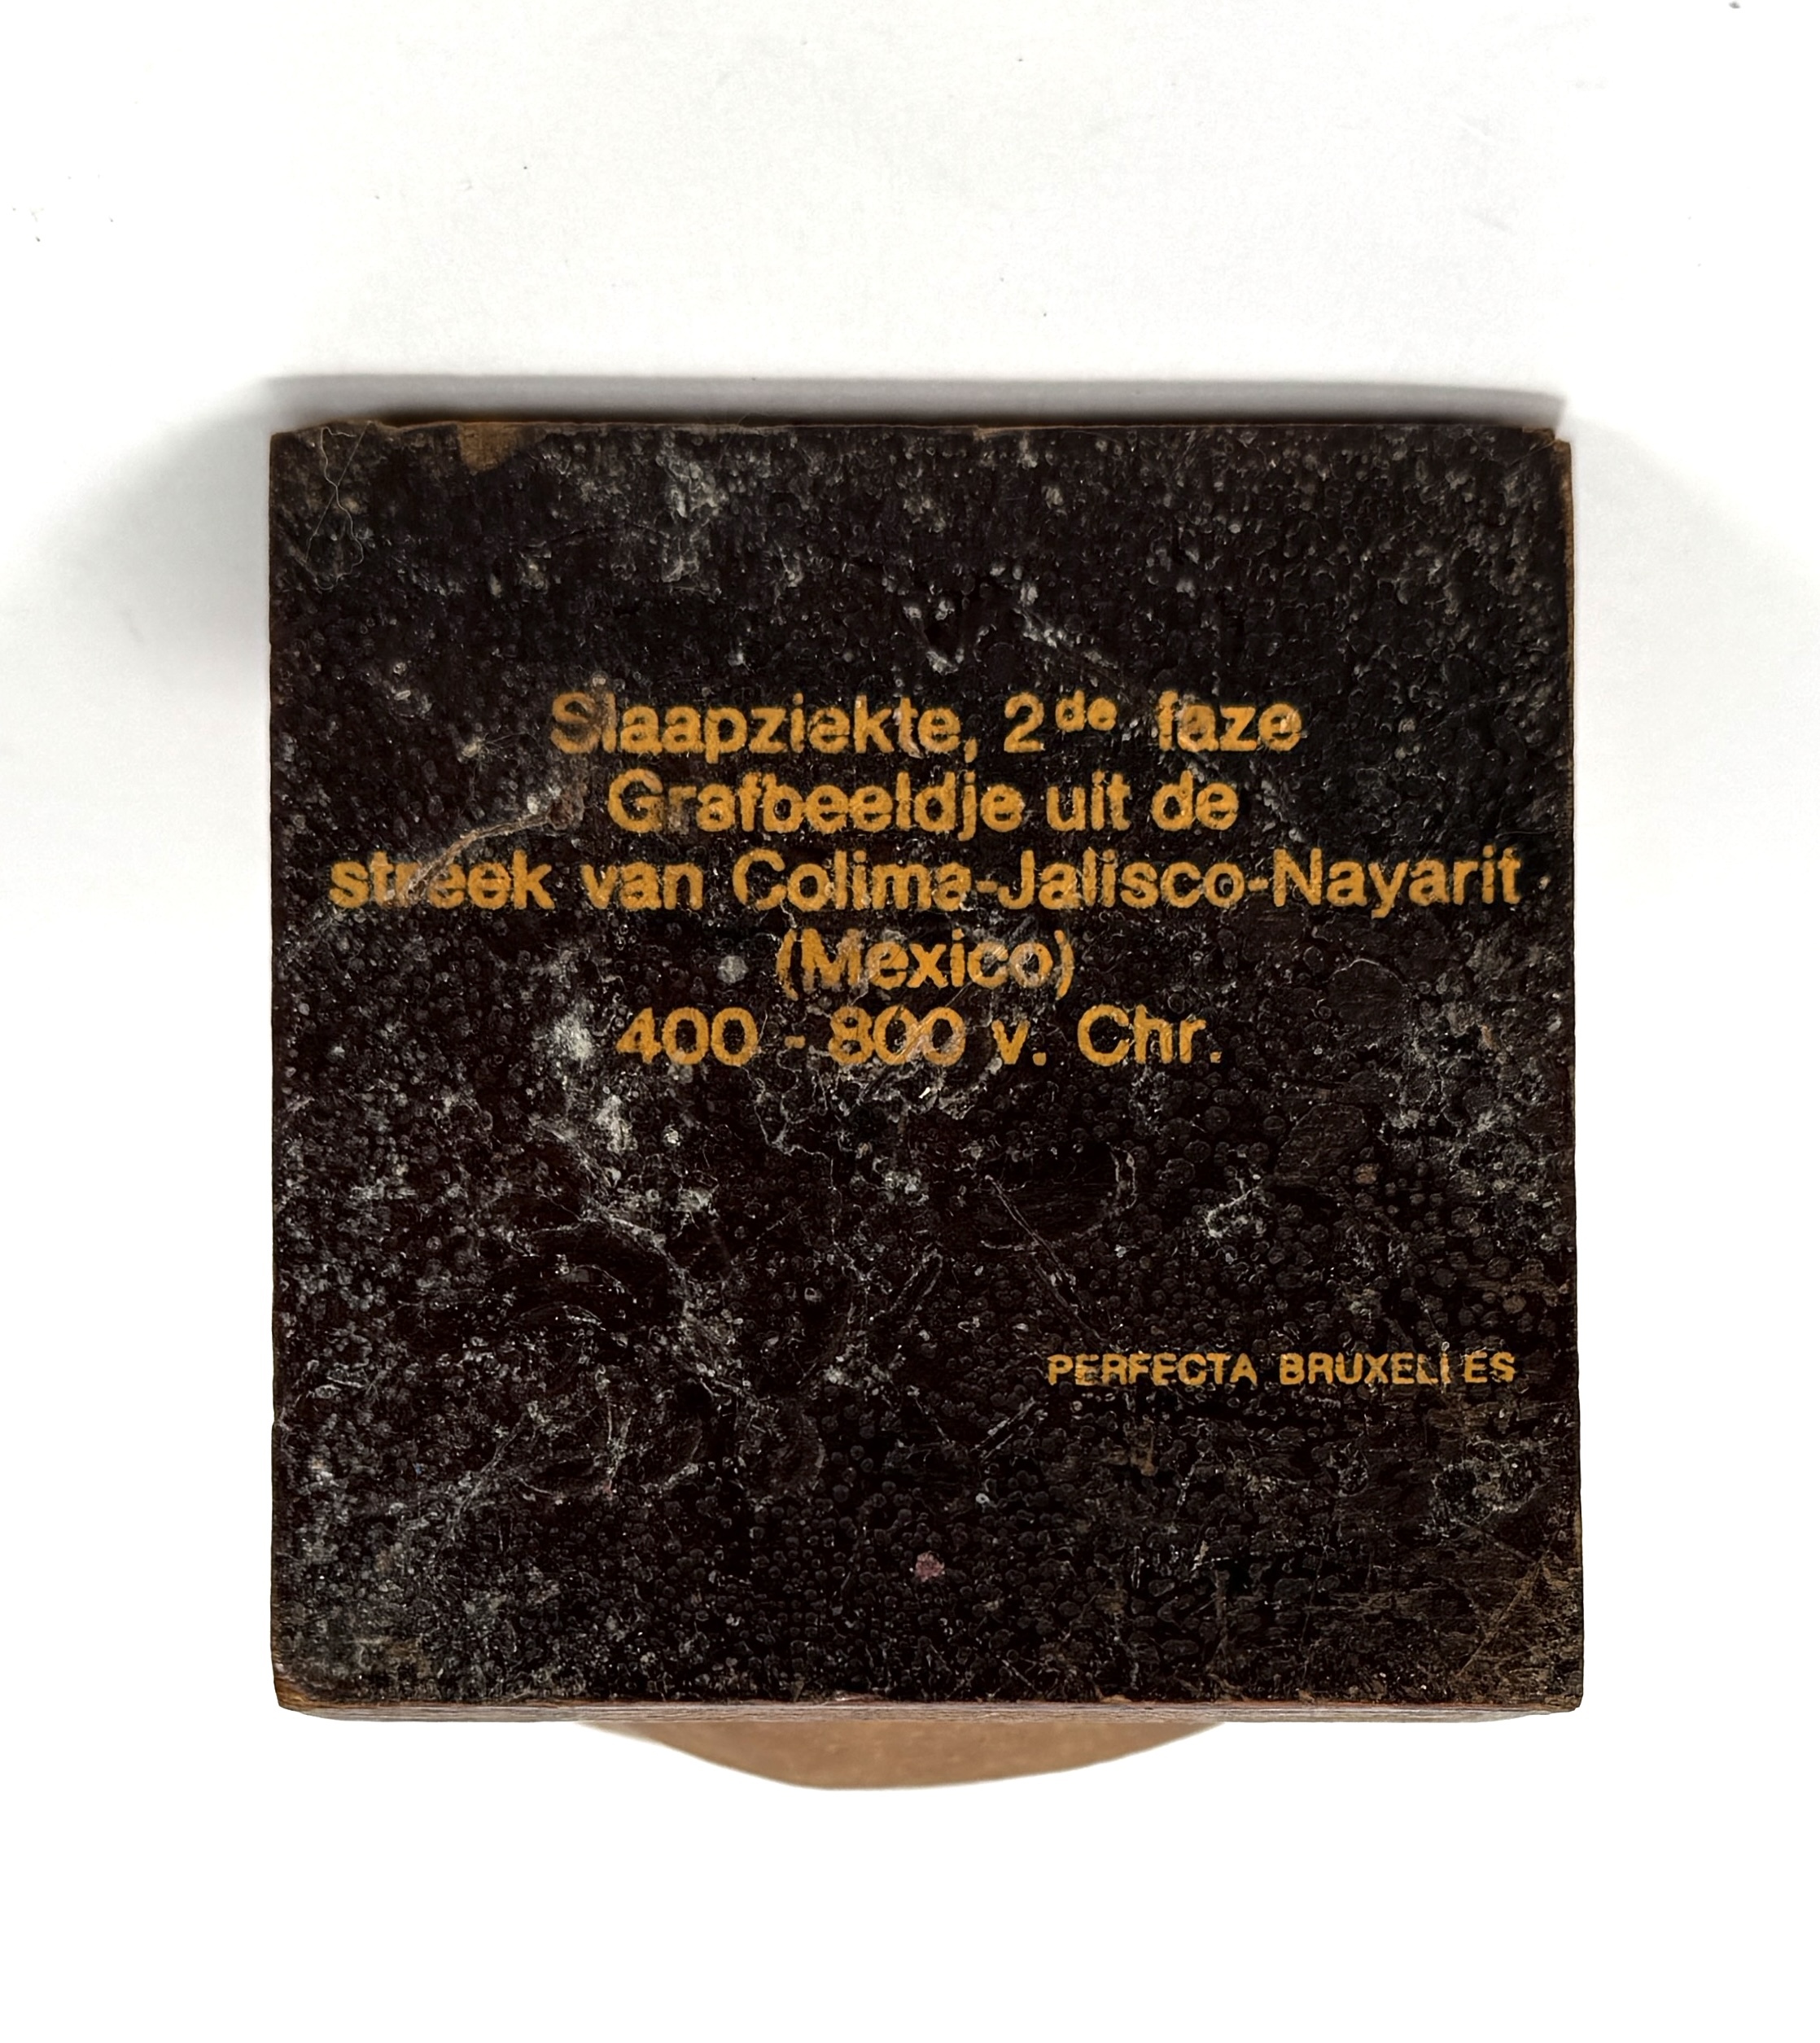 Slaapziekte, 2de faze
Grafbeeldje uit de
streek van Colima-Jalisco-Nayarit
(Mexico)
400 - 800 v. Chr.
PERFECTA BRUXELLES